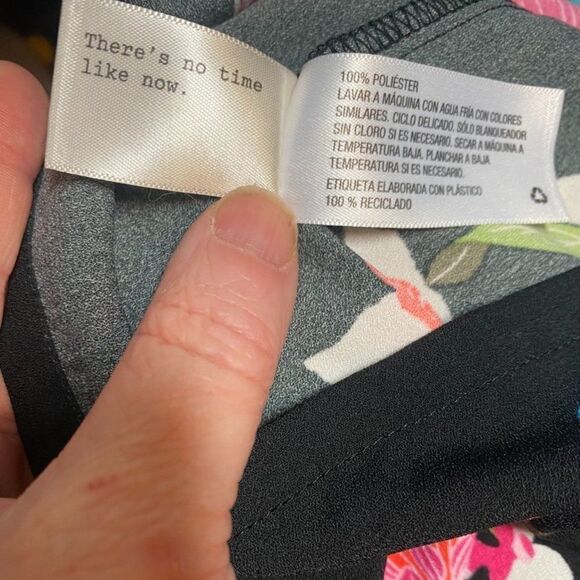 There's no time
like now.
100% POLIÉSTER
LAVAR A MÁQUINA CON AGUA FRÍA CON COLORES
SIMILARES. CICLO DELICADO. SÓLO BLANQUEADOR
SIN CLORO SI ES NECESARIO. SECAR A MÁQUINA A
TEMPERATURA BAJA. PLANCHAR A BAJA
TEMPERATURA SI ES NECESARIO.
ETIQUETA ELABORADA CON PLÁSTICO
100 % RECICLADO